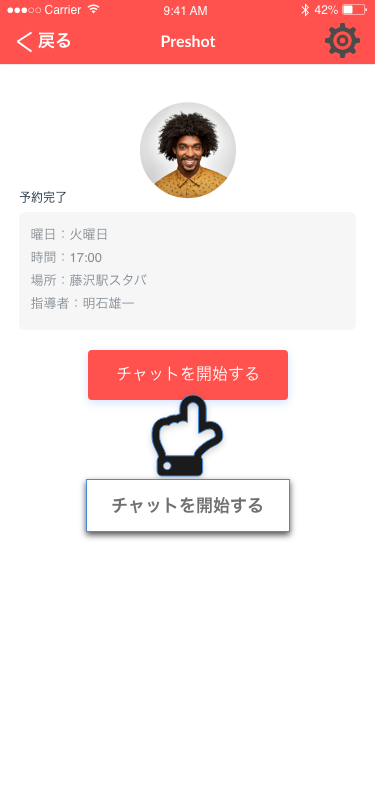 Carrier 9:41 AM 42%
戻る Preshot
予約完了
曜日：火曜日
時間：17:00
場所：藤沢駅スタバ
指導者：明石雄一
チャットを開始する
チャットを開始する